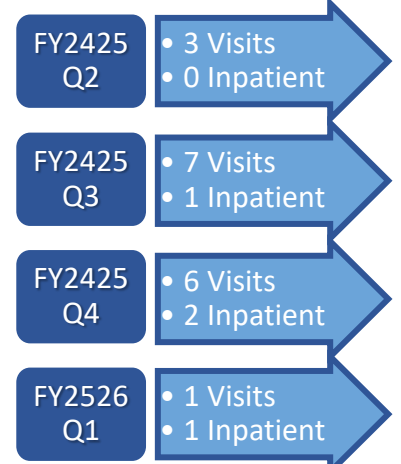 FY2425
Q2
• 3 Visits
• 0 Inpatient
FY2425
Q3
• 7 Visits
• 1 Inpatient
FY2425
Q4
• 6 Visits
• 2 Inpatient
FY2526
Q1
• 1 Visits
• 1 Inpatient